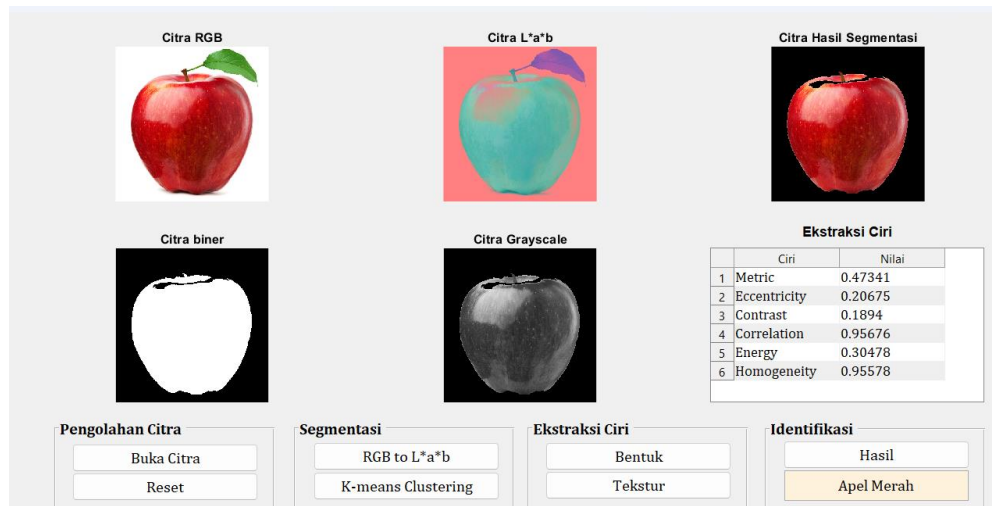 Citra RGB
Citra L*a*b
Citra Hasil Segmentasi
Citra biner
Citra Grayscale
Ekstraksi Ciri
Ciri Nilai
1 Metric 0.47341
2 Eccentricity 0.20675
3 Contrast 0.1894
4 Correlation 0.95676
5 Energy 0.30478
6 Homogeneity 0.95578
Pengolahan Citra
Buka Citra
Reset
Segmentasi
RGB to L*a*b
K-means Clustering
Ekstraksi Ciri
Bentuk
Tekstur
Identifikasi
Hasil
Apel Merah